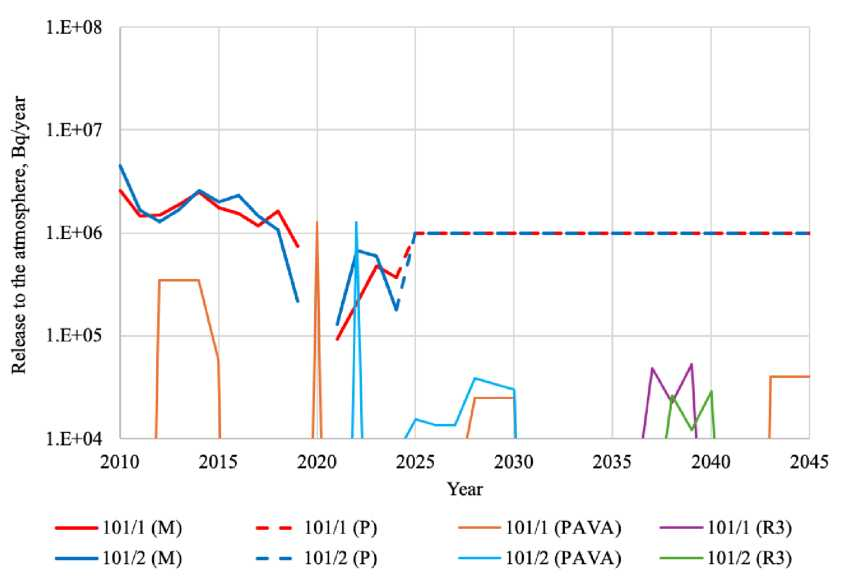 Release to the atmosphere, Bq/year
1.E+08
1.E+07
1.E+06
1.E+05
1.E+04
2010 2015 2020 2025 2030 2035 2040 2045
Year
101/1 (M) 101/1 (P) 101/1 (PAVA) 101/1 (R3)
101/2 (M) 101/2 (P) 101/2 (PAVA) 101/2 (R3)